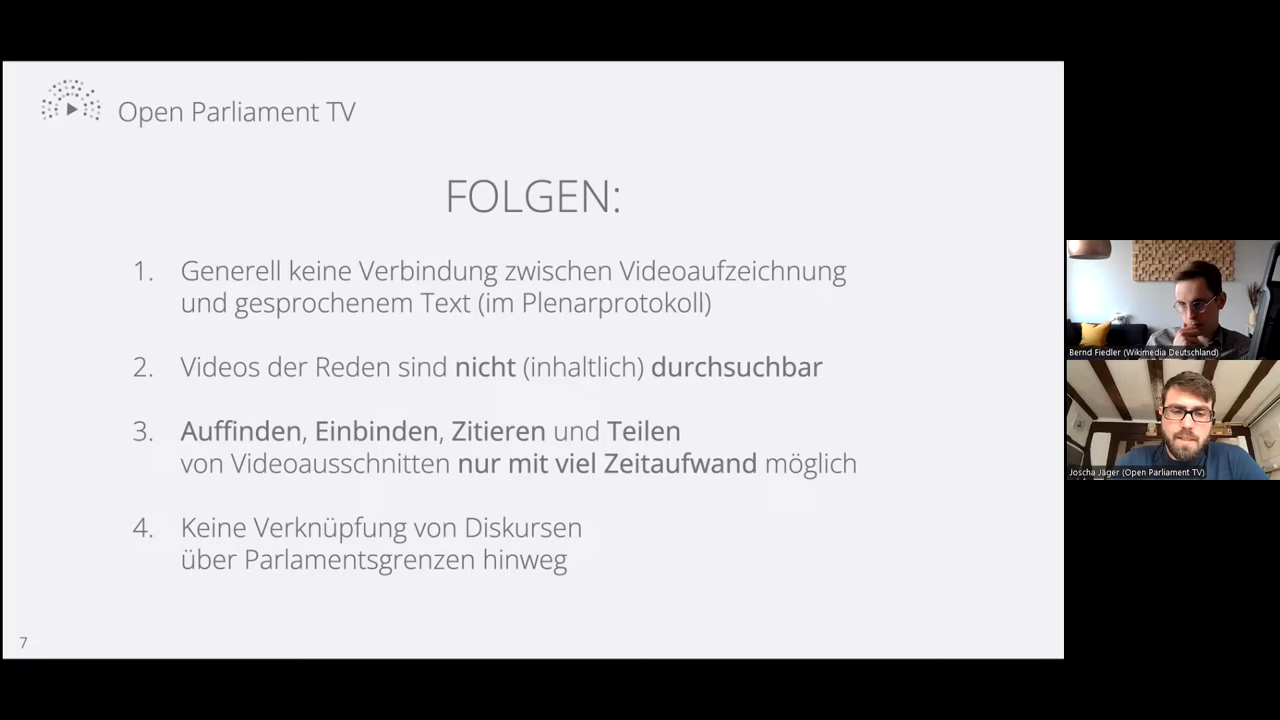 Open Parliament TV
FOLGEN:
1. Generell keine Verbindung zwischen Videoaufzeichnung
und gesprochenem Text (im Plenarprotokoll)
2. Videos der Reden sind nicht (inhaltlich) durchsuchbar
3. Auffinden, Einbinden, Zitieren und Teilen
von Videoausschnitten nur mit viel Zeitaufwand möglich
4. Keine Verknüpfung von Diskursen
über Parlamentsgrenzen hinweg
7
Bernd Fiedler (Wikimedia Deutschland)
Joscha Jäger (Open Parliament TV)